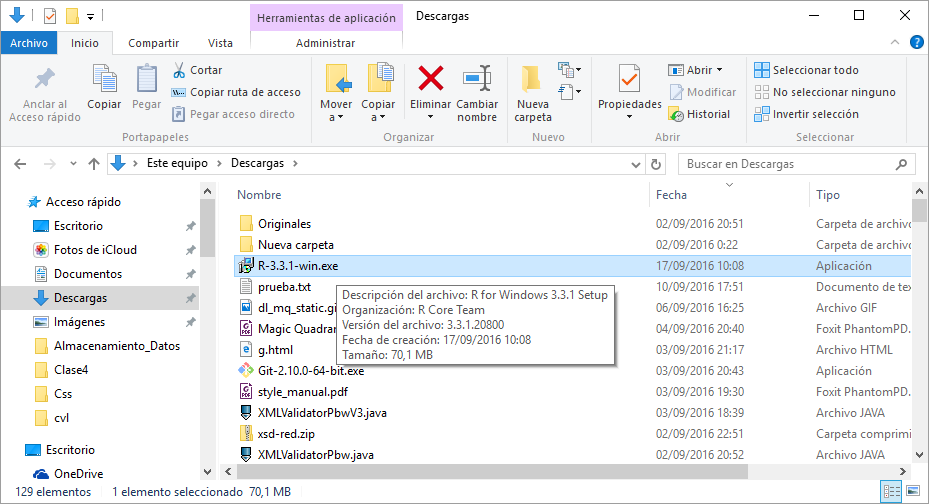 Herramientas de aplicación
Descargas
Archivo
Inicio
Compartir
Vista
Administrar
Anclar al
Acceso rápido
Copiar
Pegar
Cortar
Copiar ruta de acceso
Pegar acceso directo
Portapapeles
Mover
a
Copiar
a
Eliminar
Cambiar
nombre
Organizar
Nueva
carpeta
Nuevo
Propiedades
Abrir
Modificar
Historial
Abrir
Seleccionar todo
No seleccionar ninguno
Invertir selección
Seleccionar
Este equipo > Descargas >
Buscar en Descargas
Acceso rápido
Escritorio
Fotos de iCloud
Documentos
Descargas
Imágenes
Almacenamiento_Datos
Clase4
Css
cvl
Escritorio
OneDrive
Nombre Fecha Tipo
Originales 02/09/2016 20:51 Carpeta de archivo
Nueva carpeta 02/09/2016 0:22 Carpeta de archivo
R-3.3.1-win.exe 17/09/2016 10:08 Aplicación
prueba.txt 10/09/2016 17:51 Documento de tex
dl_mq_static.gi 06/09/2016 16:25 Archivo GIF
Magic Quadran 04/09/2016 20:40 Foxit PhantomPD.
g.html 03/09/2016 21:17 Archivo HTML
Git-2.10.0-64-bit.exe 03/09/2016 20:43 Aplicación
style_manual.pdf 03/09/2016 19:30 Foxit PhantomPD.
XMLValidatorPbwV3.java 03/09/2016 18:39 Archivo JAVA
xsd-red.zip 02/09/2016 22:51 Carpeta comprimi
XMLValidatorPbw.java 02/09/2016 20:52 Archivo JAVA
Descripción del archivo: R for Windows 3.3.1 Setup
Organización: R Core Team
Versión del archivo: 3.3.1.20800
Fecha de creación: 17/09/2016 10:08
Tamaño: 70,1 MB
129 elementos
1 elemento seleccionado 70,1 MB